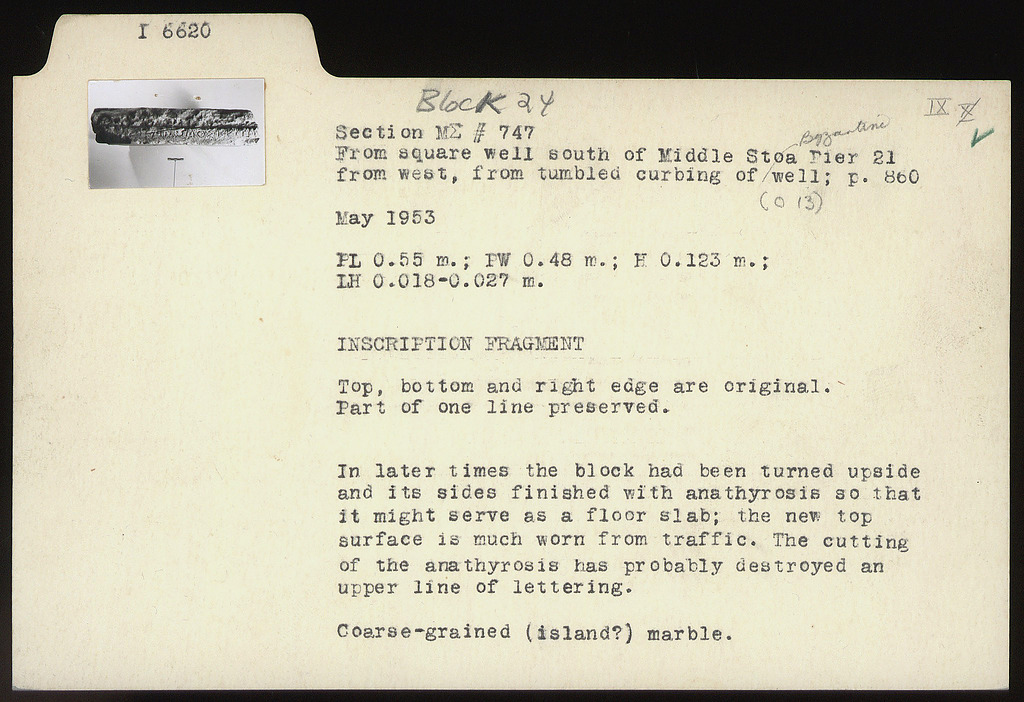 I 6620
Block 24
IX X
Section ΜΣ # 747
Byzantine
From square well south of Middle Stoa Pier 21
from west, from tumbled curbing of well; p. 860
(O 13)
May 1953
PL 0.55 m.; PW 0.48 m.; H 0.123 m.;
LH 0.018-0.027 m.
INSCRIPTION FRAGMENT
Top, bottom and right edge are original.
Part of one line preserved.
In later times the block had been turned upside
and its sides finished with anathyrosis so that
it might serve as a floor slab; the new top
surface is much worn from traffic. The cutting
of the anathyrosis has probably destroyed an
upper line of lettering.
Coarse-grained (island?) marble.